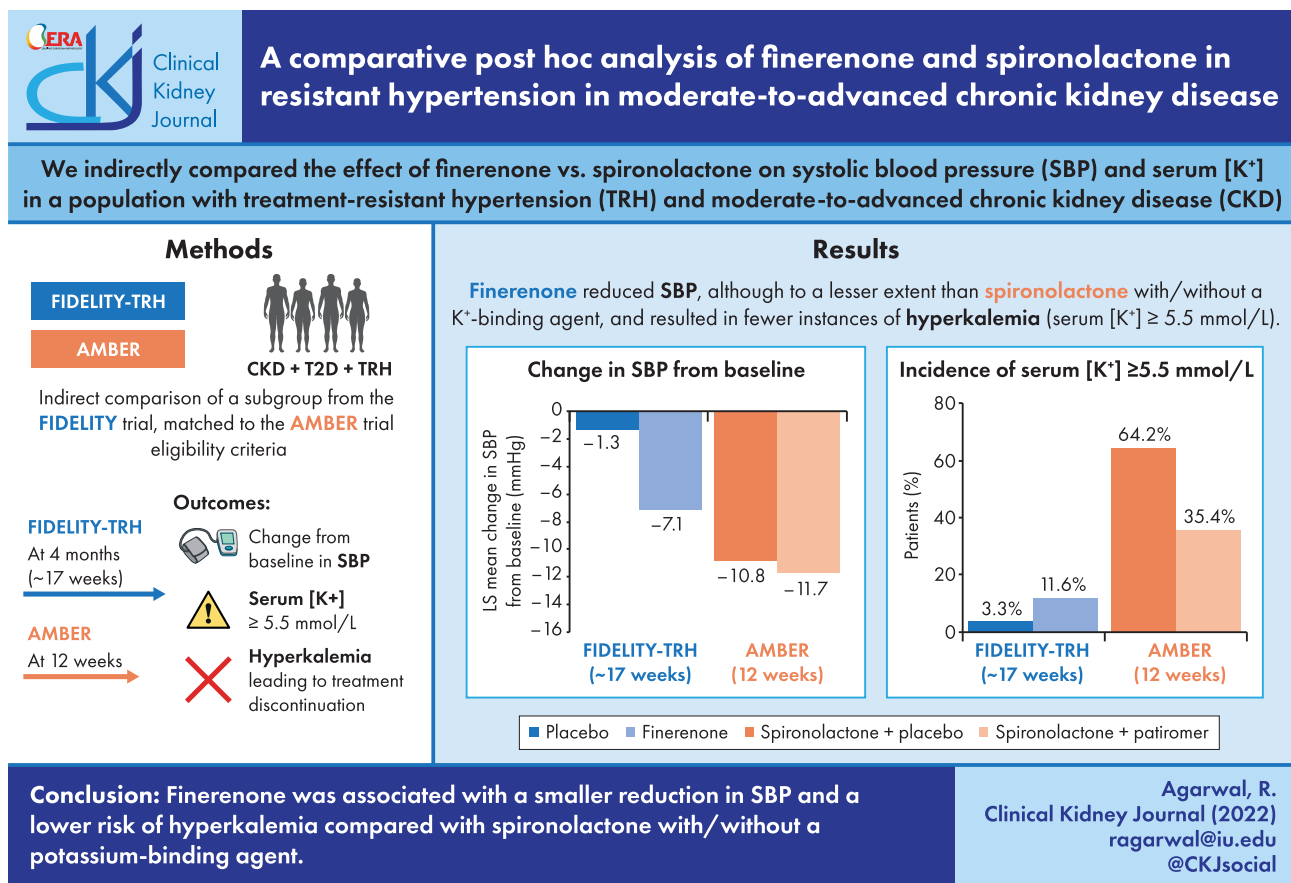 ERA
ckj
Clinical
Kidney
Journal
A comparative post hoc analysis of finerenone and spironolactone in
resistant hypertension in moderate-to-advanced chronic kidney disease
We indirectly compared the effect of finerenone vs. spironolactone on systolic blood pressure (SBP) and serum [K⁺]
in a population with treatment-resistant hypertension (TRH) and moderate-to-advanced chronic kidney disease (CKD)
Methods
FIDELITY-TRH
AMBER
CKD + T2D + TRH
Indirect comparison of a subgroup from the
FIDELITY trial, matched to the AMBER trial
eligibility criteria
Outcomes:
FIDELITY-TRH
At 4 months
(~17 weeks)
AMBER
At 12 weeks
Change from
baseline in SBP
Serum [K+]
≥ 5.5 mmol/L
Hyperkalemia
leading to treatment
discontinuation
Results
Finerenone reduced SBP, although to a lesser extent than spironolactone with/without a
K⁺-binding agent, and resulted in fewer instances of hyperkalemia (serum [K⁺] ≥ 5.5 mmol/L).
Change in SBP from baseline
LS mean change in SBP
from baseline (mmHg)
0
−2
−4
−6
−8
−10
−12
−14
−16
−1.3
−7.1
−10.8
−11.7
FIDELITY-TRH
(~17 weeks)
AMBER
(12 weeks)
Incidence of serum [K⁺] ≥5.5 mmol/L
Patients (%)
80
60
40
20
0
3.3%
11.6%
64.2%
35.4%
FIDELITY-TRH
(~17 weeks)
AMBER
(12 weeks)
Placebo
Finerenone
Spironolactone + placebo
Spironolactone + patiromer
Conclusion: Finerenone was associated with a smaller reduction in SBP and a
lower risk of hyperkalemia compared with spironolactone with/without a
potassium-binding agent.
Agarwal, R.
Clinical Kidney Journal (2022)
ragarwal@iu.edu
@CKJsocial